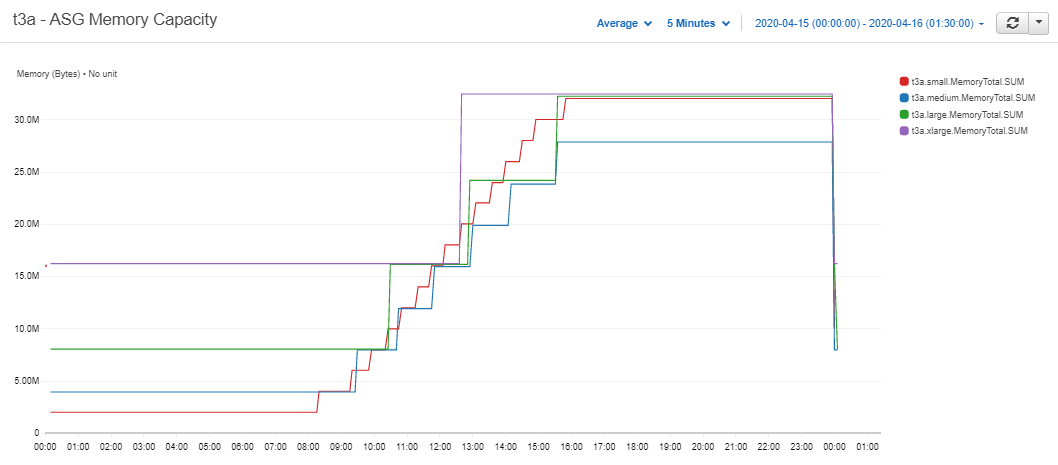 t3a - ASG Memory Capacity
Average 5 Minutes 2020-04-15 (00:00:00) - 2020-04-16 (01:30:00)
Memory (Bytes) • No unit
t3a.small.MemoryTotal.SUM
t3a.medium.MemoryTotal.SUM
t3a.large.MemoryTotal.SUM
t3a.xlarge.MemoryTotal.SUM
30.0M
25.0M
20.0M
15.0M
10.0M
5.00M
0
00:00 01:00 02:00 03:00 04:00 05:00 06:00 07:00 08:00 09:00 10:00 11:00 12:00 13:00 14:00 15:00 16:00 17:00 18:00 19:00 20:00 21:00 22:00 23:00 00:00 01:00